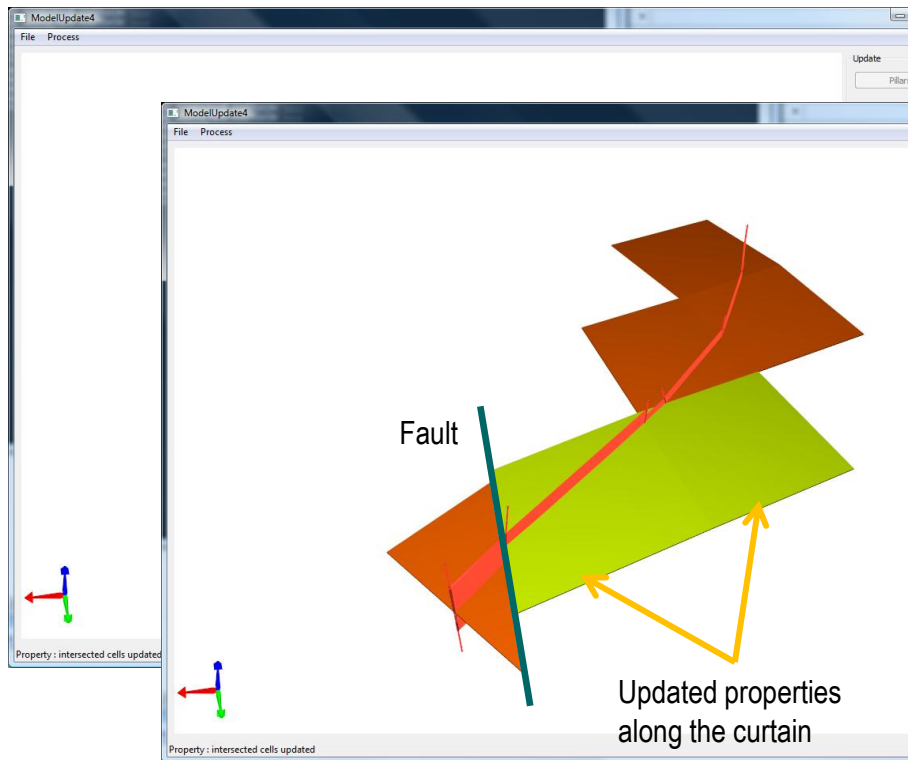 ModelUpdate4
File Process
Update
Pillars
ModelUpdate4
File Process
Fault
Updated properties
along the curtain
Property : intersected cells updated
Property : intersected cells updated